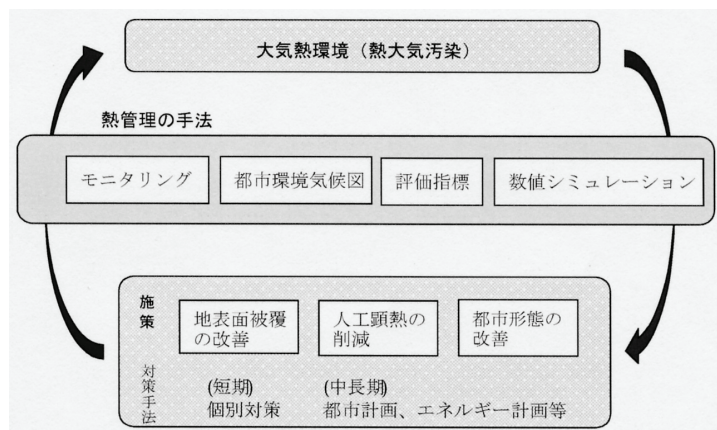 大気熱環境（熱大気汚染）
熱管理の手法
モニタリング
都市環境気候図
評価指標
数値シミュレーション
施策
地表面被覆
の改善
人工顕熱の
削減
都市形態の
改善
対策手法
(短期)
個別対策
(中長期)
都市計画、エネルギー計画等